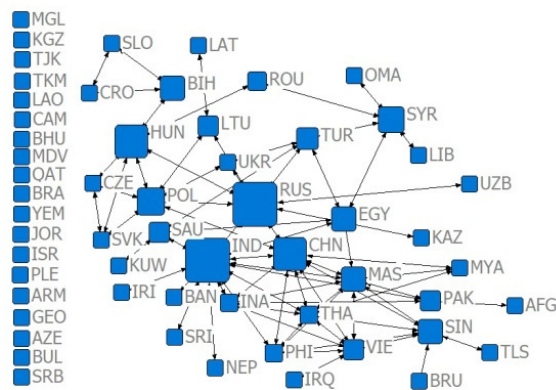 MGL
KGZ
TJK
TKM
LAO
CAM
BHU
MDV
QAT
BRA
YEM
JOR
ISR
PLE
ARM
GEO
AZE
BUL
SRB
SLO
LAT
CRO
BIH
ROU
OMA
HUN
LTU
TUR
SYR
UKR
LIB
CZE
POL
RUS
UZB
SVK
SAU
EGY
KAZ
KUW
IND
CHN
MAS
MYA
IRI
BAN
INA
THA
PAK
AFG
SRI
NEP
PHI
VIE
SIN
TLS
IRQ
BRU